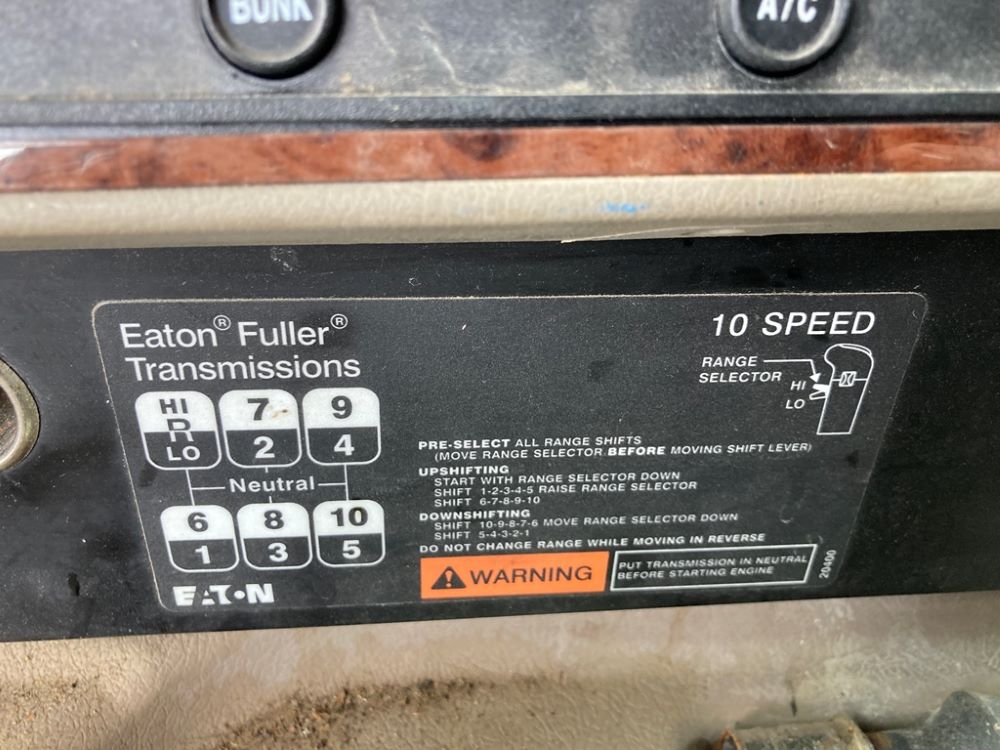 BUNK
A/C
Eaton® Fuller®
Transmissions
10 SPEED
RANGE
SELECTOR
HI
LO
HI
R
LO
7
2
9
4
Neutral
6
1
8
3
10
5
PRE-SELECT ALL RANGE SHIFTS
(MOVE RANGE SELECTOR BEFORE MOVING SHIFT LEVER)
UPSHIFTING
START WITH RANGE SELECTOR DOWN
SHIFT 1-2-3-4-5 RAISE RANGE SELECTOR
SHIFT 6-7-8-9-10
DOWNSHIFTING
SHIFT 10-9-8-7-6 MOVE RANGE SELECTOR DOWN
SHIFT 5-4-3-2-1
DO NOT CHANGE RANGE WHILE MOVING IN REVERSE
WARNING
PUT TRANSMISSION IN NEUTRAL
BEFORE STARTING ENGINE
20400
EATON